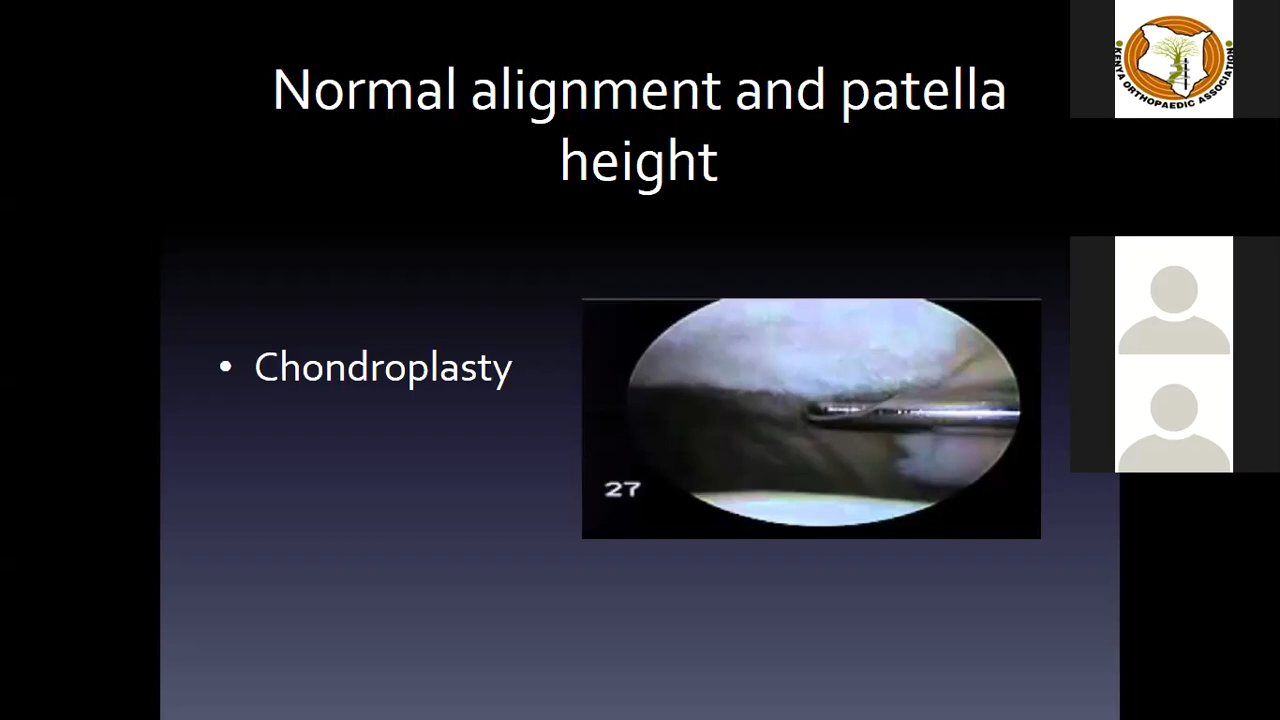 Normal alignment and patella
height
• Chondroplasty
27
KENYA ORTHOPAEDIC ASSOCIATION